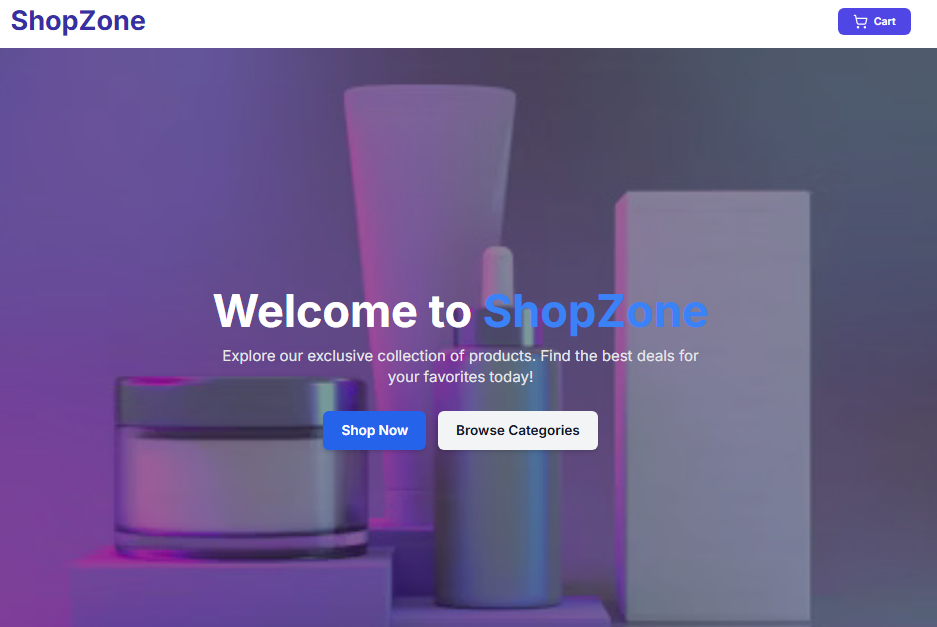 ShopZone
Cart
Welcome to ShopZone
Explore our exclusive collection of products. Find the best deals for
your favorites today!
Shop Now
Browse Categories